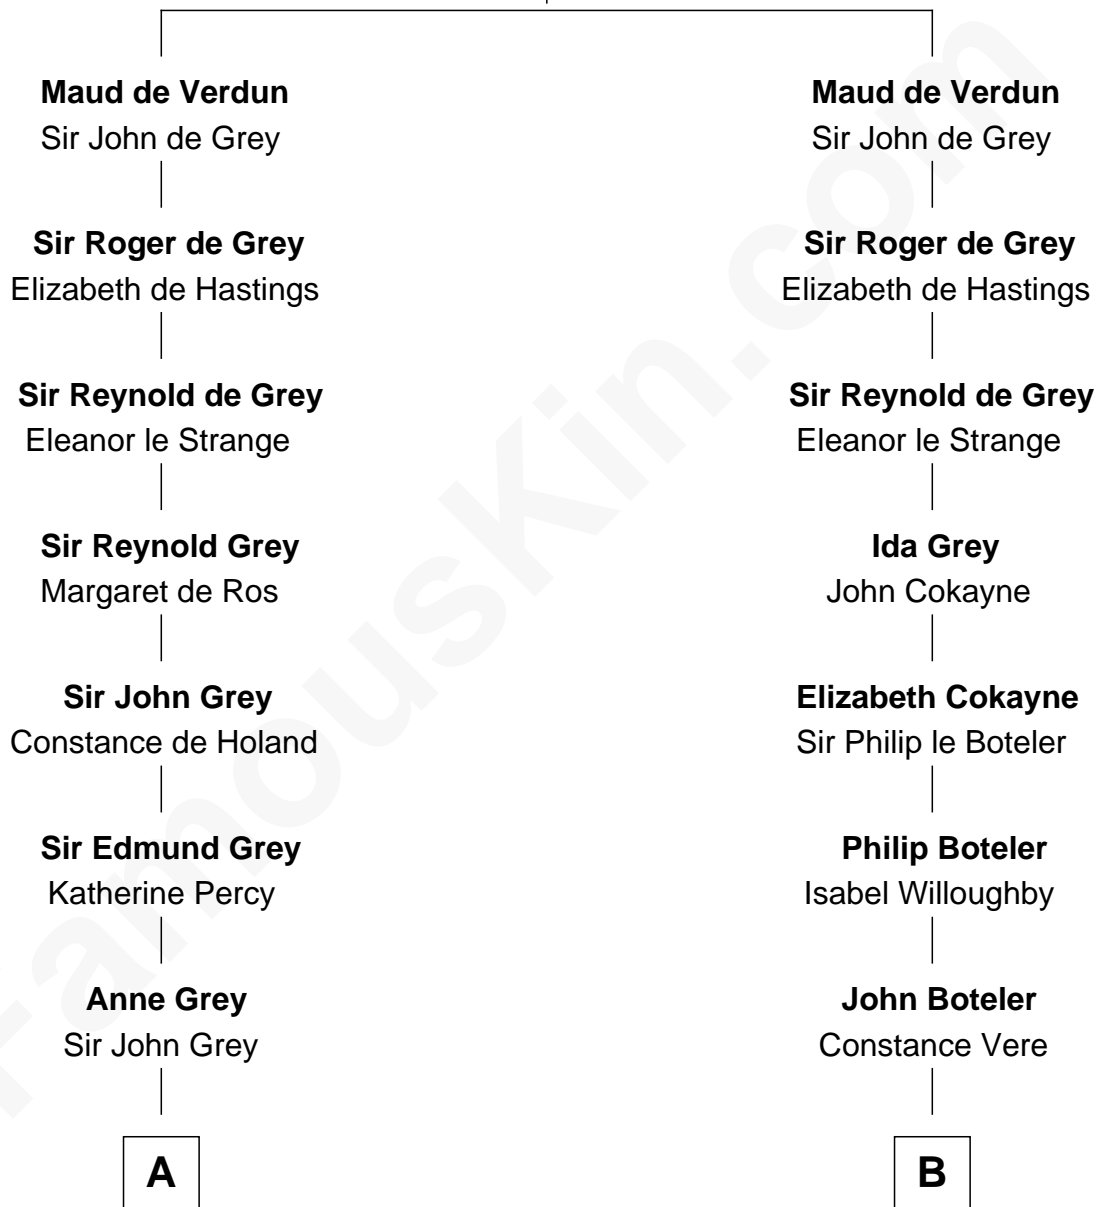 Maud de Verdun
Sir John de Grey
Sir Roger de Grey
Elizabeth de Hastings
Sir Reynold de Grey
Eleanor le Strange
Sir Reynold Grey
Margaret de Ros
Sir John Grey
Constance de Holand
Sir Edmund Grey
Katherine Percy
Anne Grey
Sir John Grey
A
Maud de Verdun
Sir John de Grey
Sir Roger de Grey
Elizabeth de Hastings
Sir Reynold de Grey
Eleanor le Strange
Ida Grey
John Cokayne
Elizabeth Cokayne
Sir Philip le Boteler
Philip Boteler
Isabel Willoughby
John Boteler
Constance Vere
B
FamousKin.com